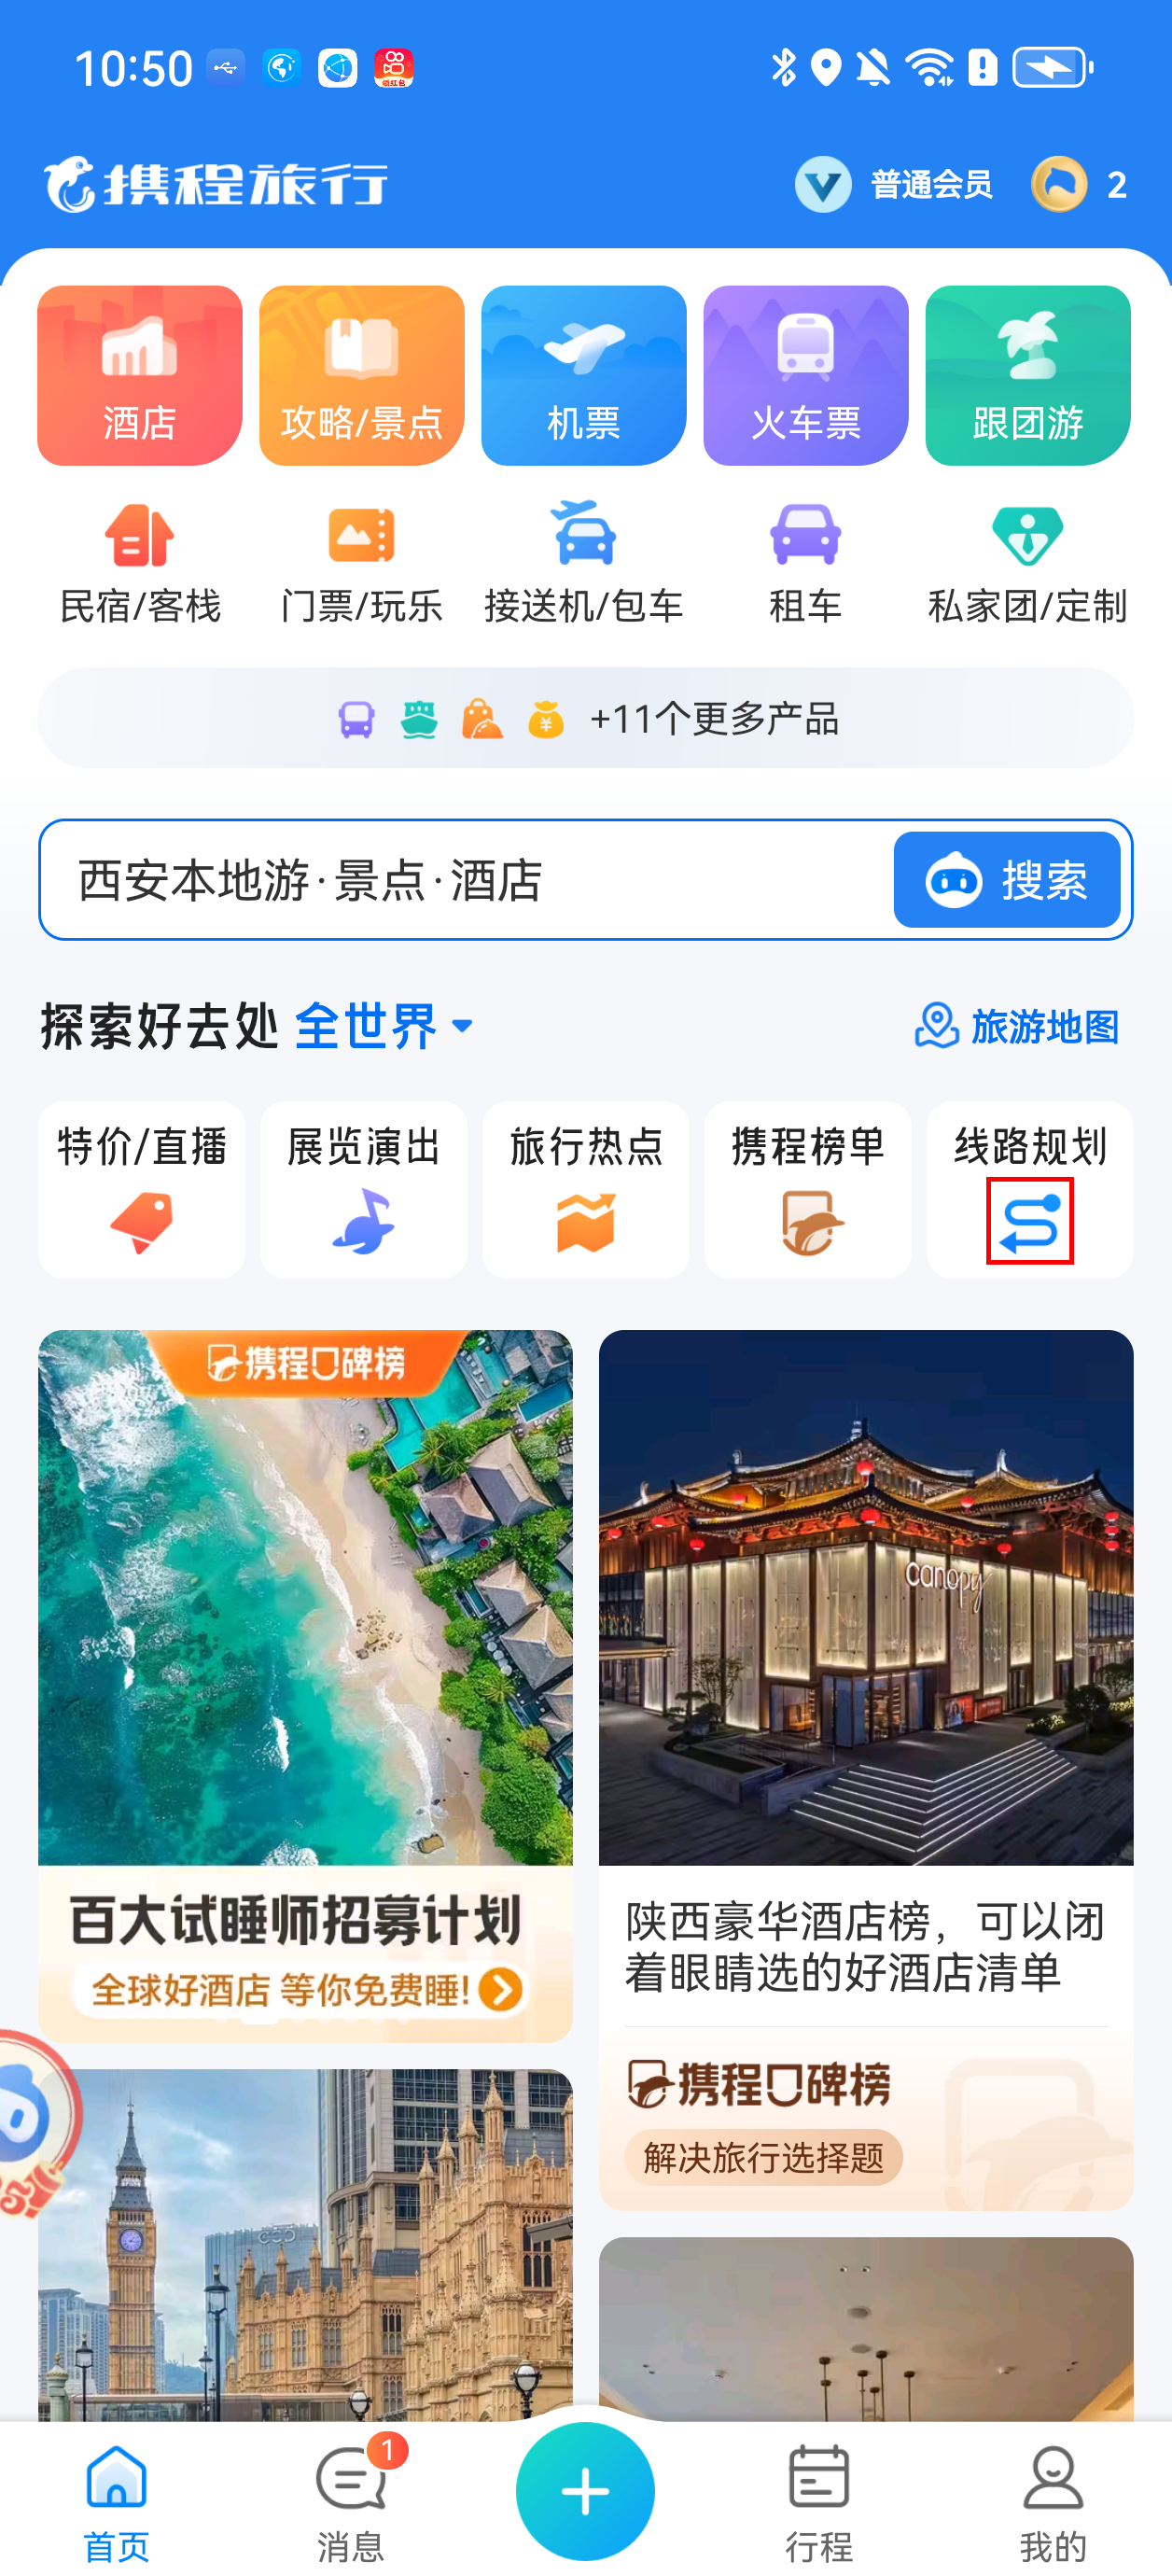 10:50
领红包
携程旅行
普通会员
2
酒店
攻略/景点
机票
火车票
跟团游
民宿/客栈
门票/玩乐
接送机/包车
租车
私家团/定制
+11个更多产品
西安本地游·景点·酒店
搜索
探索好去处 全世界
旅游地图
特价/直播
展览演出
旅行热点
携程榜单
线路规划
携程口碑榜
canopy
百大试睡师招募计划
全球好酒店 等你免费睡!
陕西豪华酒店榜，可以闭
着眼睛选的好酒店清单
携程口碑榜
解决旅行选择题
首页
消息
1
行程
我的